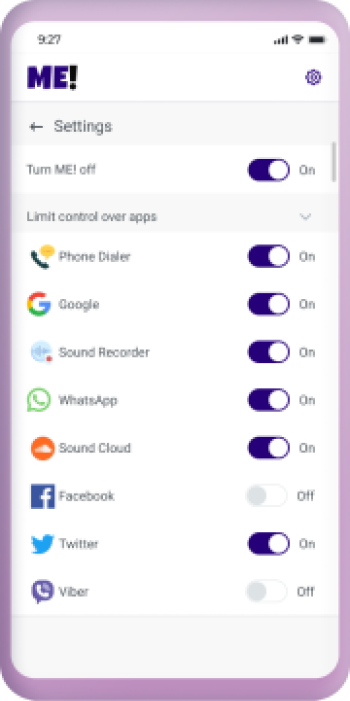 9:27
ME!
← Settings
Turn ME! off On
Limit control over apps
Phone Dialer On
Google On
Sound Recorder On
WhatsApp On
Sound Cloud On
Facebook Off
Twitter On
Viber Off